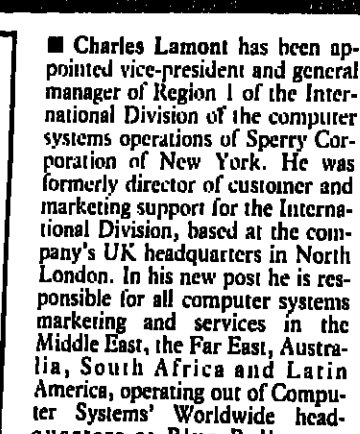 ■ Charles Lamont has been ap-
pointed vice-president and general
manager of Region 1 of the Inter-
national Division of the computer
systems operations of Sperry Cor-
poration of New York. He was
formerly director of customer and
marketing support for the Interna-
tional Division, based at the com-
pany's UK headquarters in North
London. In his new post he is res-
ponsible for all computer systems
marketing and services in the
Middle East, the Far East, Austra-
lia, South Africa and Latin
America, operating out of Compu-
ter Systems' Worldwide head-